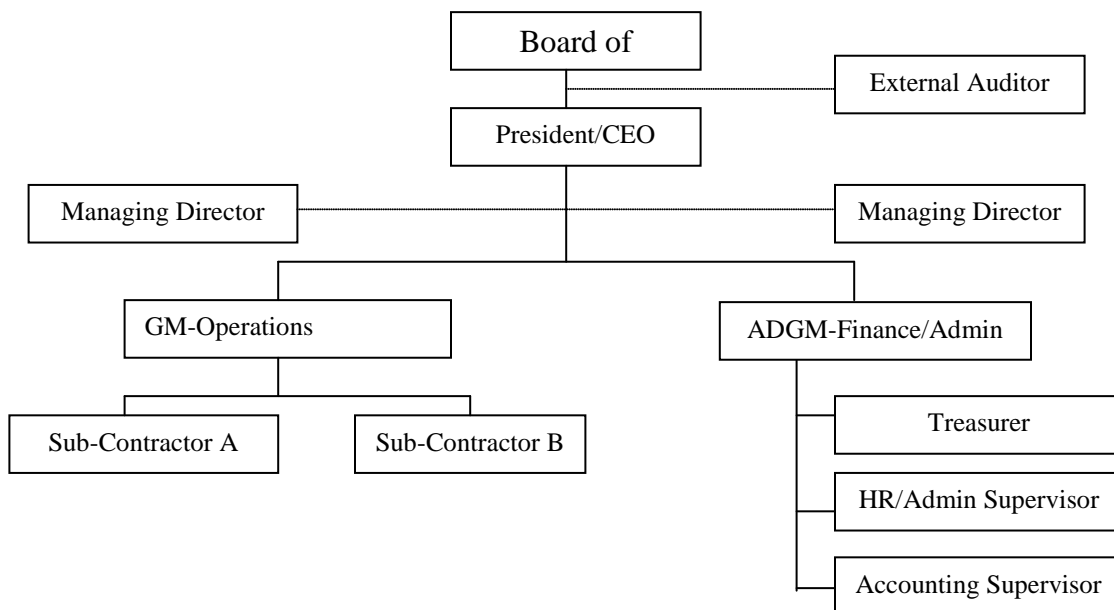 Board of
External Auditor
President/CEO
Managing Director
Managing Director
GM-Operations
ADGM-Finance/Admin
Sub-Contractor A
Sub-Contractor B
Treasurer
HR/Admin Supervisor
Accounting Supervisor